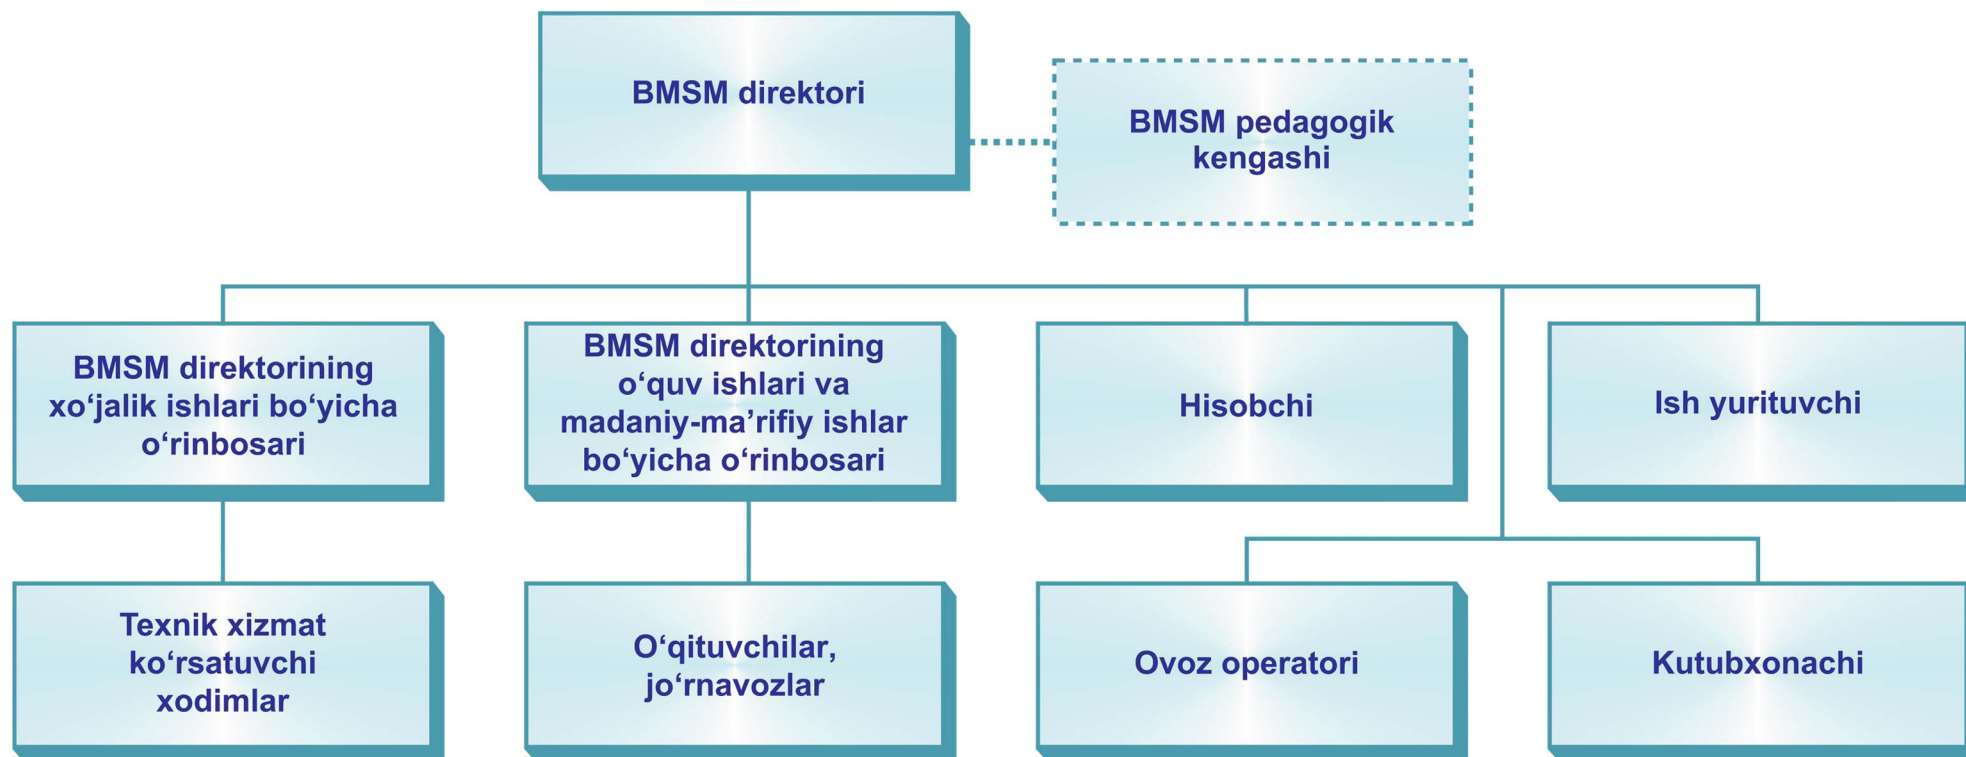 BMSM direktori
BMSM pedagogik
kengashi
BMSM direktorining
xo‘jalik ishlari bo‘yicha
o‘rinbosari
BMSM direktorining
o‘quv ishlari va
madaniy-ma’rifiy ishlar
bo‘yicha o‘rinbosari
Hisobchi
Ish yurituvchi
Texnik xizmat
ko‘rsatuvchi
xodimlar
O‘qituvchilar,
jo‘rnavozlar
Ovoz operatori
Kutubxonachi